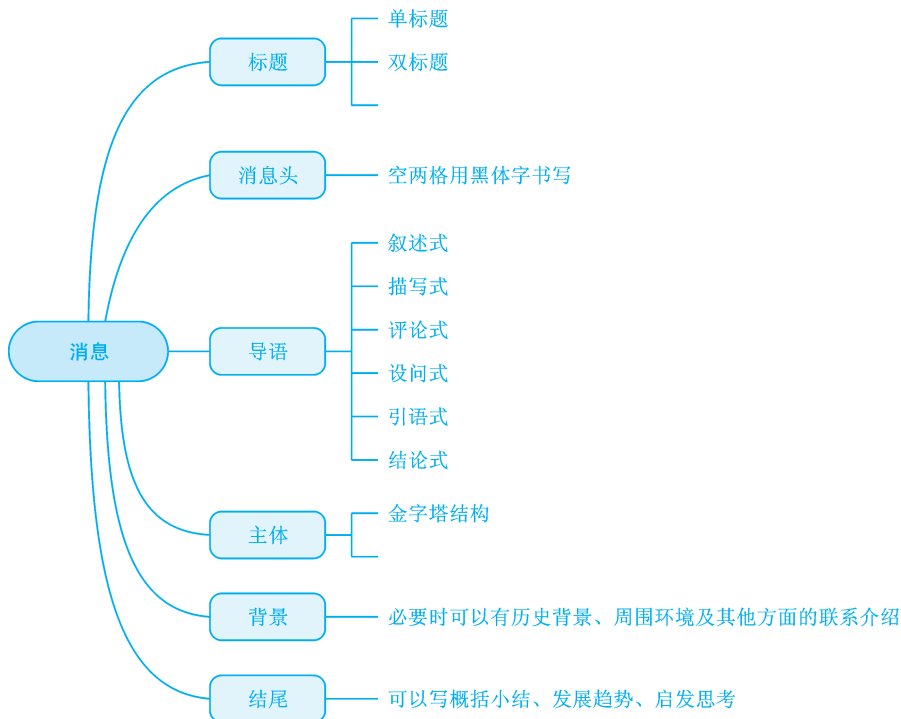 单标题
标题
双标题
消息头
空两格用黑体字书写
叙述式
描写式
评论式
消息
导语
设问式
引语式
结论式
金字塔结构
主体
背景
必要时可以有历史背景、周围环境及其他方面的联系介绍
结尾
可以写概括小结、发展趋势、启发思考